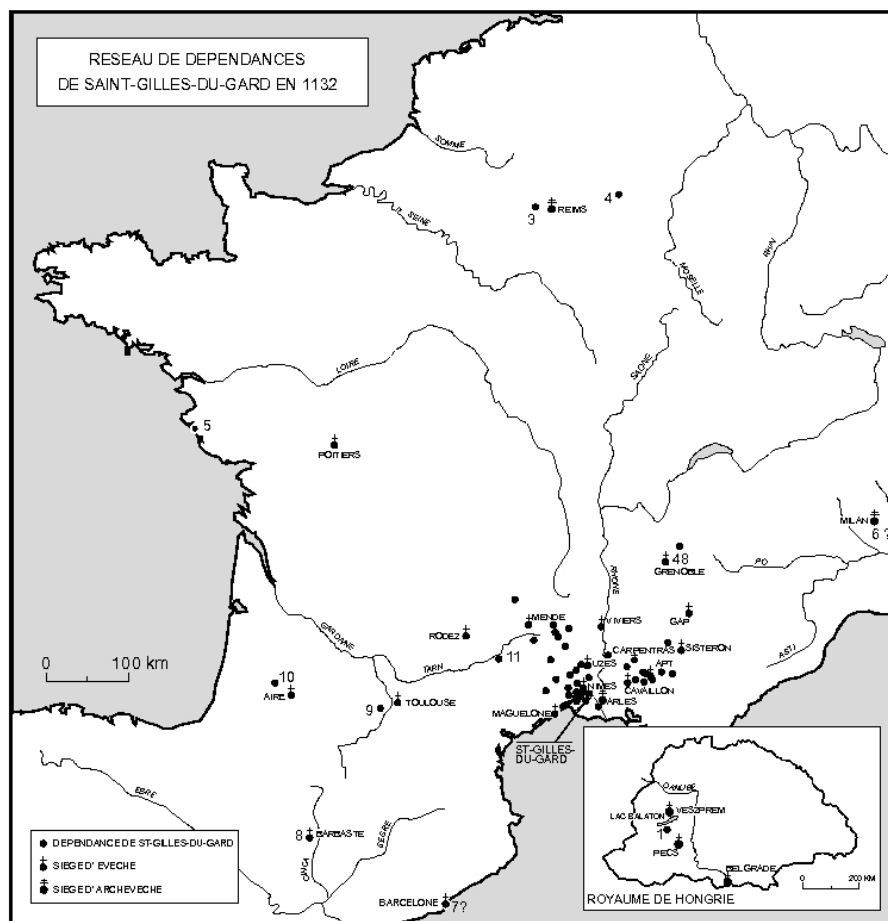 RESEAU DE DEPENDANCES
DE SAINT-GILLES-DU-GARD EN 1132
SOMME
SEINE
3
REIMS
4
MOSELLE
RHIN
LOIRE
SAONE
5
POITIERS
MILAN
6 ?
48
GRENOBLE
PO
RHONE
MENDE
VIVIERS
GAP
RODEZ
GARONNE
CARPENTRAS
SISTERON
ASTI
TARN
11
UZES
APT
0 100 km
10
AIRE
NIMES
CAVAILLON
9
TOULOUSE
MAGUELONE
ARLES
ST-GILLES-
DU-GARD
EBRE
8
BARBASTE
SEGRE
CINCA
BARCELONE
7?
DEPENDANCE DE ST-GILLES-DU-GARD
SIEGE D' EVECHE
SIEGE D' ARCHEVECHE
DANUBE
VESZPREM
LAC BALATON
1
PECS
BELGRADE
0 200 KM
ROYAUME DE HONGRIE